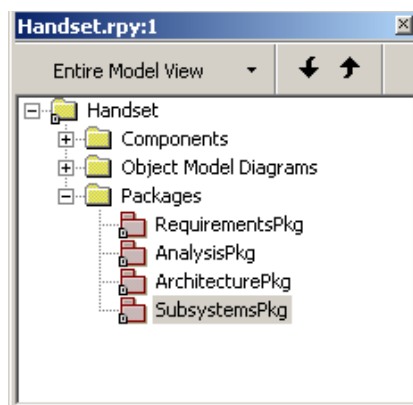 Handset.rpy:1
Entire Model View
Handset
Components
Object Model Diagrams
Packages
RequirementsPkg
AnalysisPkg
ArchitecturePkg
SubsystemsPkg